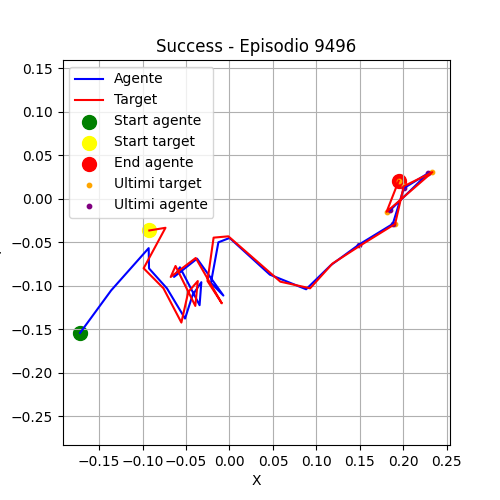 Success - Episodio 9496
0.15
0.10
0.05
0.00
−0.05
−0.10
−0.15
−0.20
−0.25
Agente
Target
Start agente
Start target
End agente
Ultimi target
Ultimi agente
−0.15 −0.10 −0.05 0.00 0.05 0.10 0.15 0.20 0.25
X